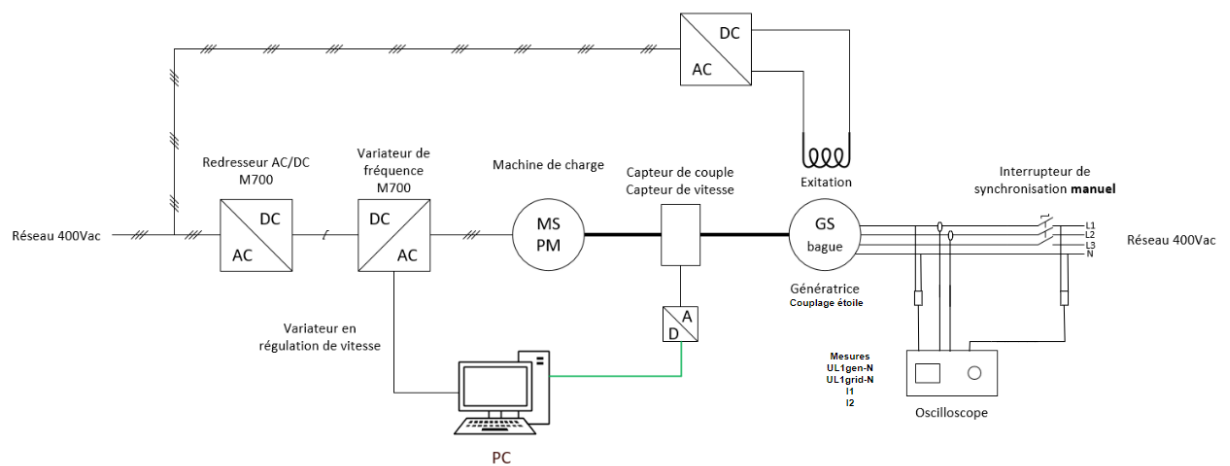 DC
AC
Redresseur AC/DC
M700
Variateur de
fréquence
M700
Machine de charge
Capteur de couple
Capteur de vitesse
Exitation
Interrupteur de
synchronisation manuel
Réseau 400Vac
DC
AC
DC
AC
MS
PM
GS
bague
L1
L2
L3
N
Réseau 400Vac
Génératrice
Couplage étoile
A
D
Variateur en
régulation de vitesse
Mesures
UL1gen-N
UL1grid-N
I1
I2
Oscilloscope
PC